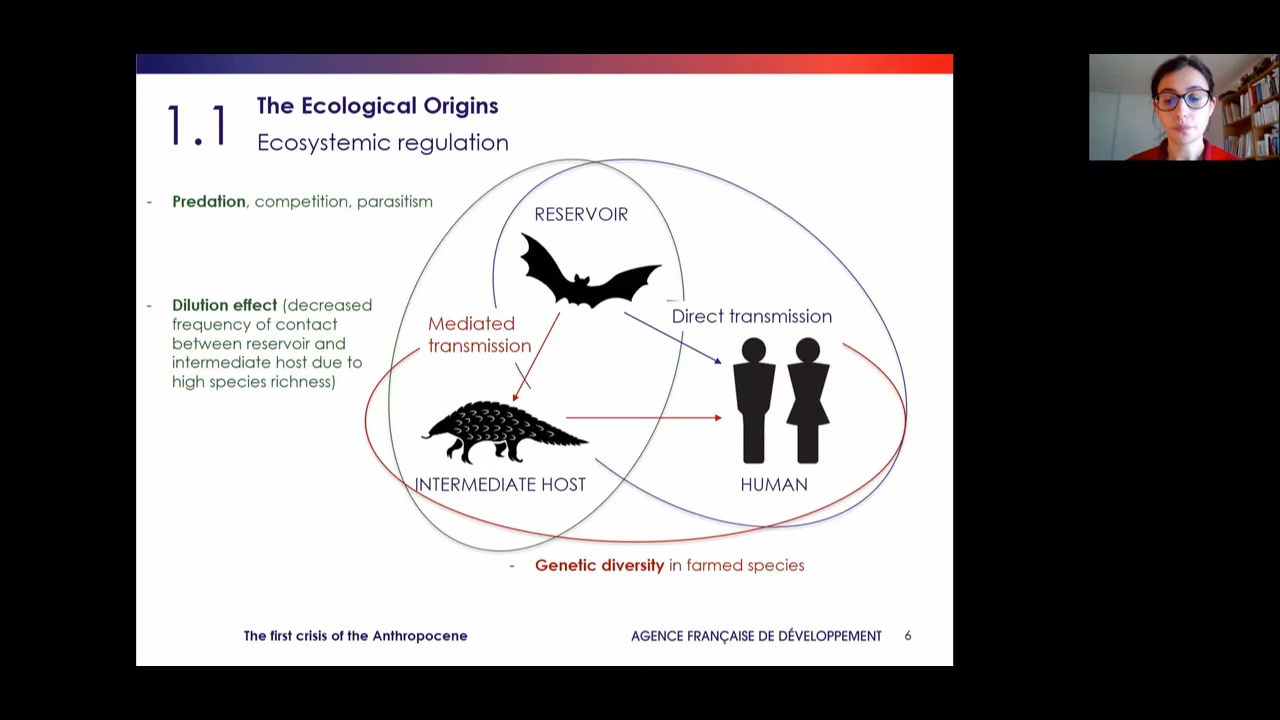 1.1
The Ecological Origins
Ecosystemic regulation
- Predation, competition, parasitism
RESERVOIR
- Dilution effect (decreased
frequency of contact
between reservoir and
intermediate host due to
high species richness)
Mediated
transmission
Direct transmission
INTERMEDIATE HOST
HUMAN
- Genetic diversity in farmed species
The first crisis of the Anthropocene
AGENCE FRANÇAISE DE DÉVELOPPEMENT 6